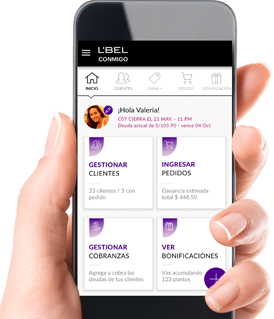 L'BEL
CONMIGO
INICIO
CLIENTES
GANA
PEDIDO
BONIFICACIÓN
¡Hola Valeria!
C07 CIERRA EL 21 MAY. - 11 PM
Deuda actual de S/105.90 - vence 04 Oct
GESTIONAR
CLIENTES
23 clientes / 3 con
pedido
INGRESAR
PEDIDOS
Ganancia estimada
total $ 448.50
GESTIONAR
COBRANZAS
Agrega y cobra las
deudas de tus clientes
VER
BONIFICACIONES
Vas acumulando
123 puntos